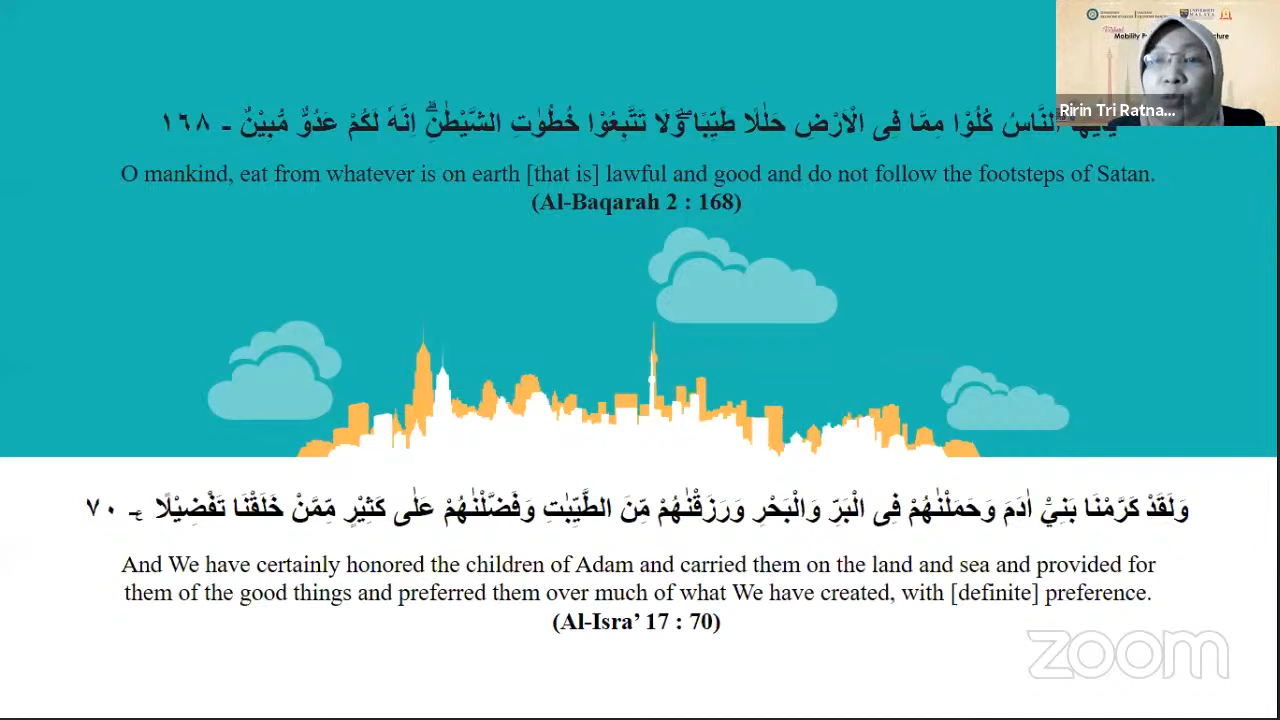 UNIVERSITI
MALAYA
Mobility
Ririn Tri Ratna...
يٰٓاَيُّهَا النَّاسُ كُلُوْا مِمَّا فِى الْاَرْضِ حَلٰلًا طَيِّبًا ۖوَّلَا تَتَّبِعُوْا خُطُوٰتِ الشَّيْطٰنِۗ اِنَّهٗ لَكُمْ عَدُوٌّ مُّبِيْنٌ - ١٦٨
O mankind, eat from whatever is on earth [that is] lawful and good and do not follow the footsteps of Satan.
(Al-Baqarah 2 : 168)
وَلَقَدْ كَرَّمْنَا بَنِيْٓ اٰدَمَ وَحَمَلْنٰهُمْ فِى الْبَرِّ وَالْبَحْرِ وَرَزَقْنٰهُمْ مِّنَ الطَّيِّبٰتِ وَفَضَّلْنٰهُمْ عَلٰى كَثِيْرٍ مِّمَّنْ خَلَقْنَا تَفْضِيْلًا ࣖ - ٧٠
And We have certainly honored the children of Adam and carried them on the land and sea and provided for
them of the good things and preferred them over much of what We have created, with [definite] preference.
(Al-Isra’ 17 : 70)
zoom